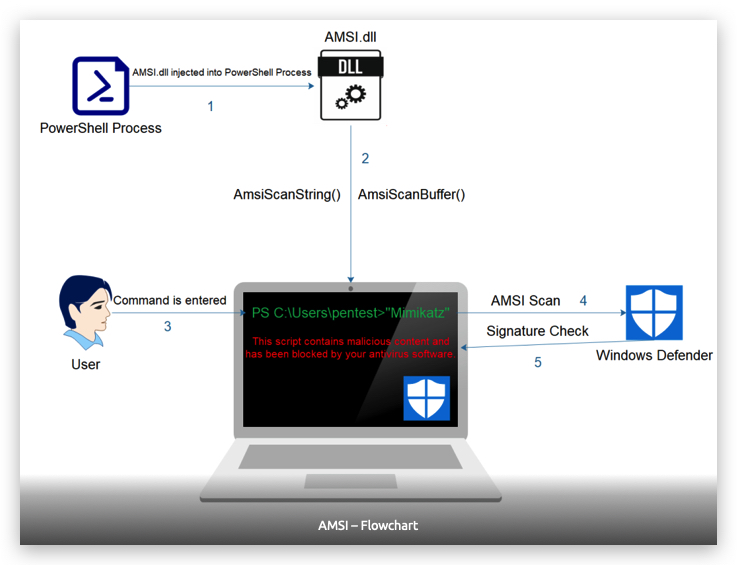 AMSI.dll
DLL
AMSI.dll injected into PowerShell Process
1
PowerShell Process
2
AmsiScanString()
AmsiScanBuffer()
Command is entered
3
User
PS C:\Users\pentest>"Mimikatz"
This script contains malicious content and
has been blocked by your antivirus software.
AMSI Scan
4
Signature Check
5
Windows Defender
AMSI – Flowchart